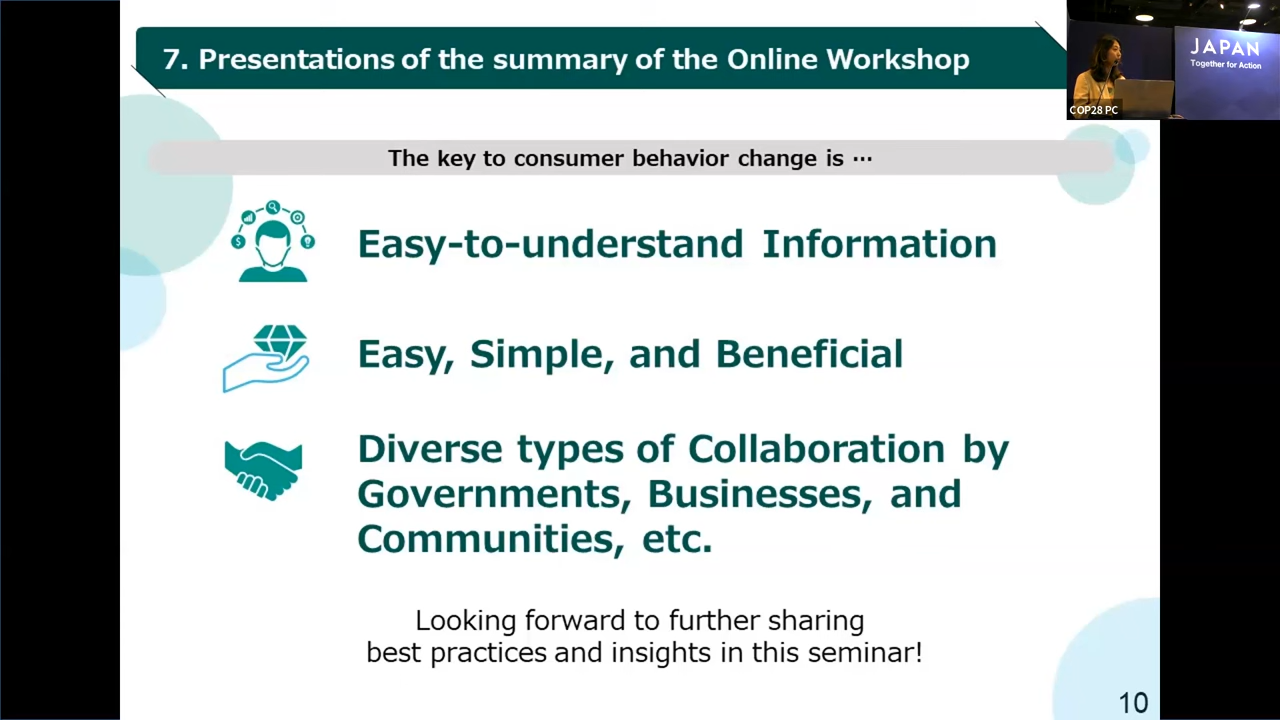 7. Presentations of the summary of the Online Workshop
JAPAN
Together for Action
COP28 PC
The key to consumer behavior change is ⋯
Easy-to-understand Information
Easy, Simple, and Beneficial
Diverse types of Collaboration by
Governments, Businesses, and
Communities, etc.
Looking forward to further sharing
best practices and insights in this seminar!
10